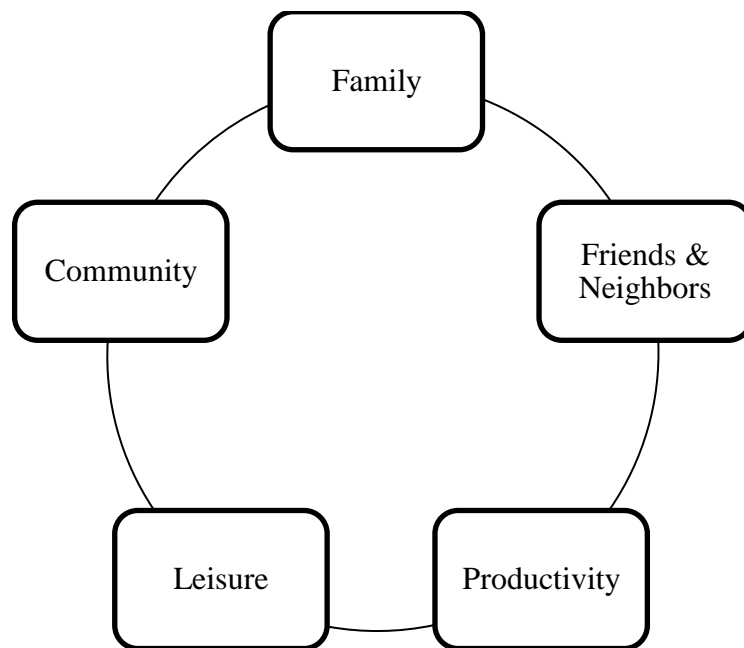 Family
Community
Friends &
Neighbors
Leisure
Productivity